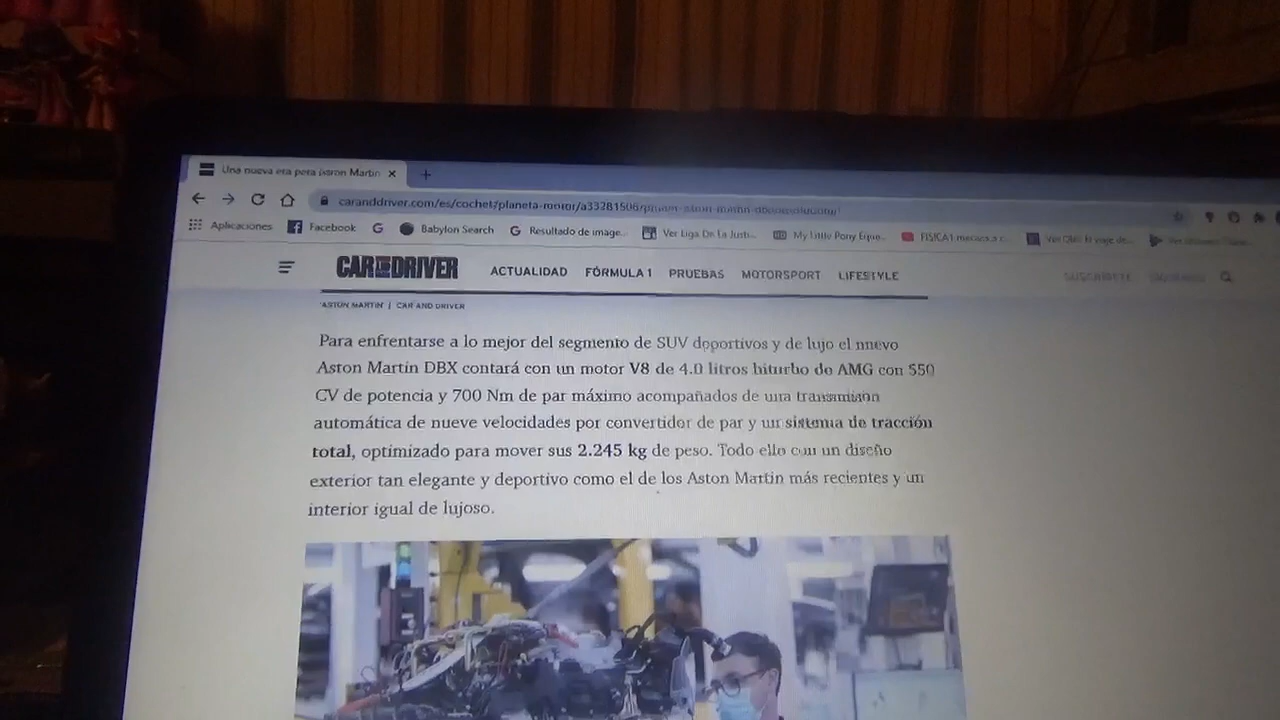 Una nueva era para Aston Martin
caranddriver.com/es/coches/planeta-motor/a33281506/
Aplicaciones Facebook G Babylon Search Resultado de image... Ver Liga De La Justi... My Little Pony Eque...
CAR AND DRIVER ACTUALIDAD FÓRMULA 1 PRUEBAS MOTORSPORT LIFESTYLE SUSCRÍBETE
'ASTON MARTIN' | CAR AND DRIVER
Para enfrentarse a lo mejor del segmento de SUV deportivos y de lujo el nuevo
Aston Martin DBX contará con un motor V8 de 4.0 litros biturbo de AMG con 550
CV de potencia y 700 Nm de par máximo acompañados de una transmisión
automática de nueve velocidades por convertidor de par y un sistema de tracción
total, optimizado para mover sus 2.245 kg de peso. Todo ello con un diseño
exterior tan elegante y deportivo como el de los Aston Martin más recientes y un
interior igual de lujoso.